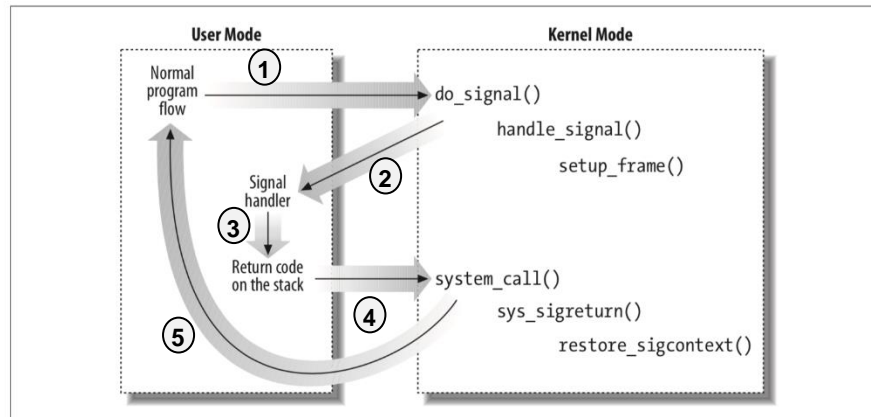 User Mode
Kernel Mode
1
Normal
program
flow
do_signal()
handle_signal()
setup_frame()
2
Signal
handler
3
Return code
on the stack
system_call()
4
sys_sigreturn()
restore_sigcontext()
5